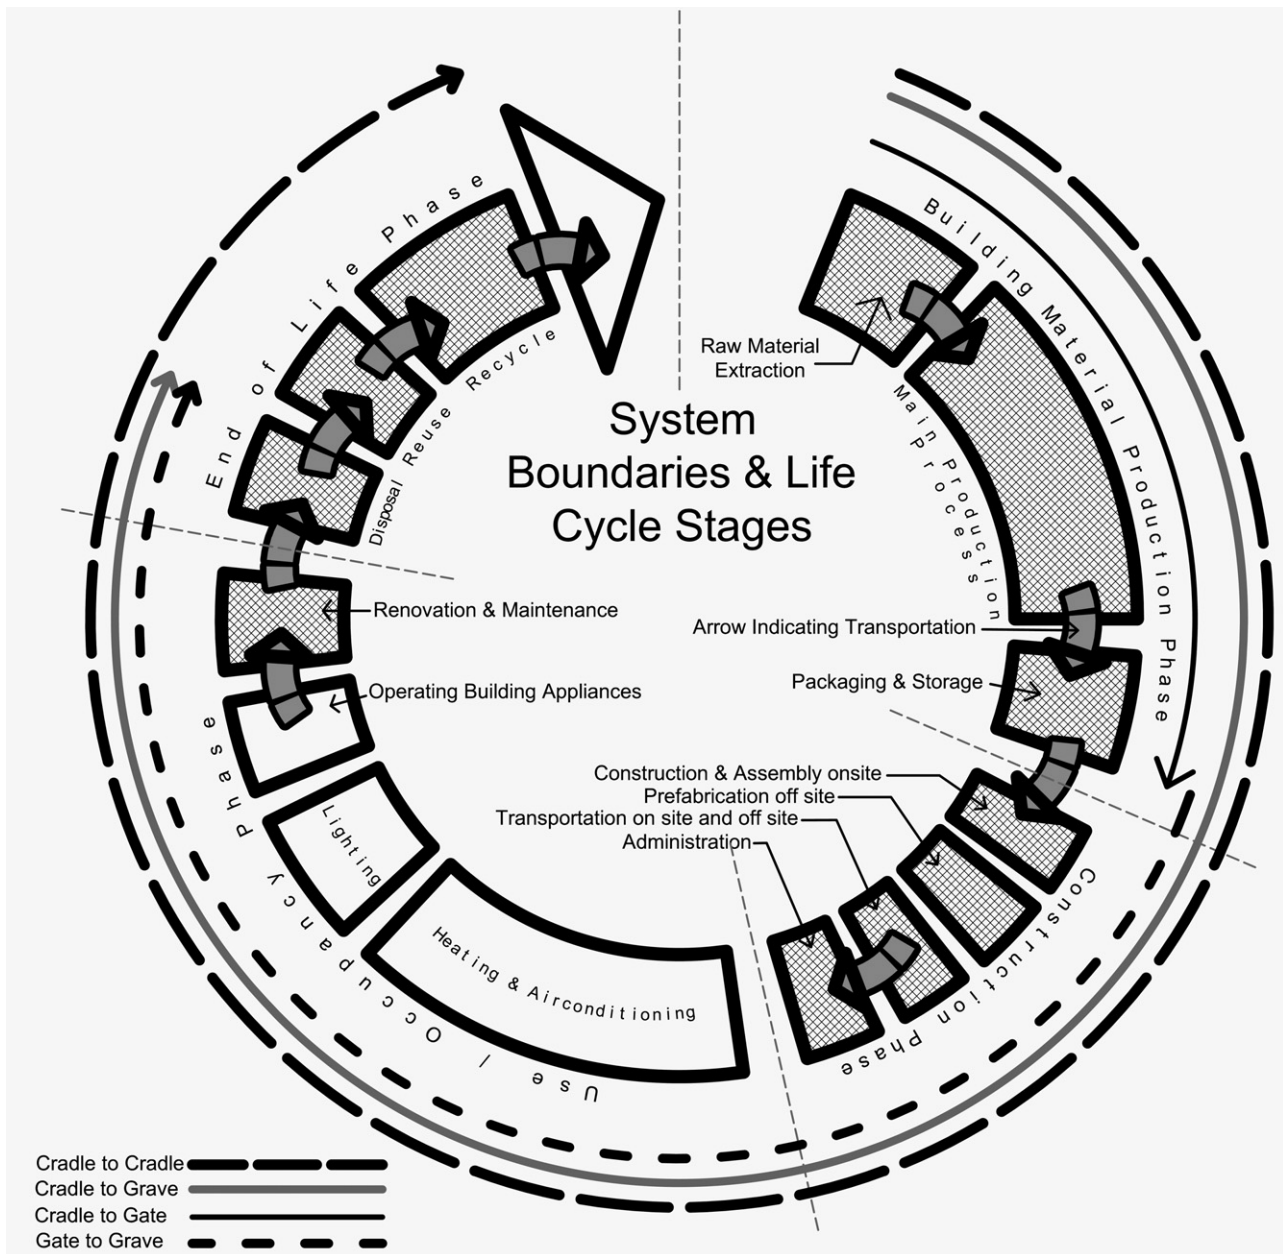 System
Boundaries & Life
Cycle Stages
Building Material Production Phase
Raw Material
Extraction
Main Production
Processs
Arrow Indicating Transportation
Packaging & Storage
Construction & Assembly onsite
Prefabrication off site
Transportation on site and off site
Administration
Construction Phase
Use / Occupancy Phase
Heating & Airconditioning
Lighting
Operating Building Appliances
Renovation & Maintenance
End of Life Phase
Disposal Reuse Recycle
Cradle to Cradle
Cradle to Grave
Cradle to Gate
Gate to Grave